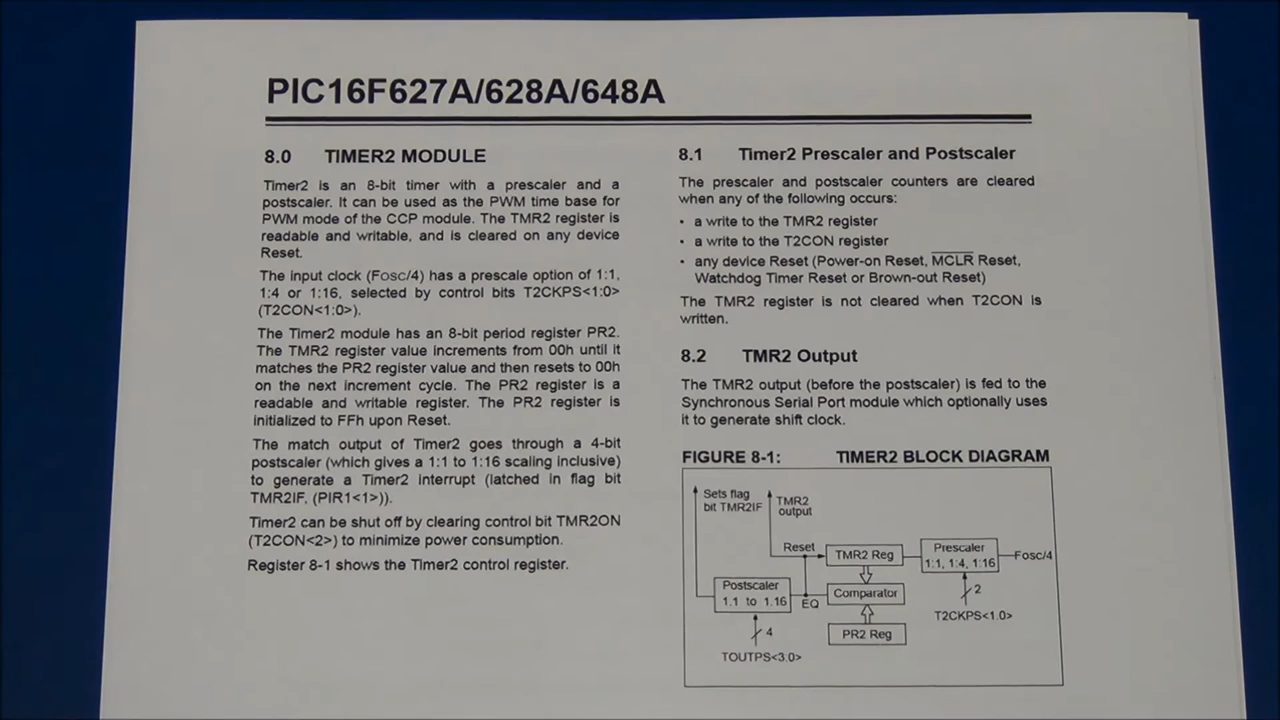 PIC16F627A/628A/648A
8.0 TIMER2 MODULE
Timer2 is an 8-bit timer with a prescaler and a
postscaler. It can be used as the PWM time base for
PWM mode of the CCP module. The TMR2 register is
readable and writable, and is cleared on any device
Reset.
The input clock (Fosc/4) has a prescale option of 1:1,
1:4 or 1:16, selected by control bits T2CKPS<1:0>
(T2CON<1:0>).
The Timer2 module has an 8-bit period register PR2.
The TMR2 register value increments from 00h until it
matches the PR2 register value and then resets to 00h
on the next increment cycle. The PR2 register is a
readable and writable register. The PR2 register is
initialized to FFh upon Reset.
The match output of Timer2 goes through a 4-bit
postscaler (which gives a 1:1 to 1:16 scaling inclusive)
to generate a Timer2 interrupt (latched in flag bit
TMR2IF, (PIR1<1>)).
Timer2 can be shut off by clearing control bit TMR2ON
(T2CON<2>) to minimize power consumption.
Register 8-1 shows the Timer2 control register.
8.1 Timer2 Prescaler and Postscaler
The prescaler and postscaler counters are cleared
when any of the following occurs:
• a write to the TMR2 register
• a write to the T2CON register
• any device Reset (Power-on Reset, MCLR Reset,
Watchdog Timer Reset or Brown-out Reset)
The TMR2 register is not cleared when T2CON is
written.
8.2 TMR2 Output
The TMR2 output (before the postscaler) is fed to the
Synchronous Serial Port module which optionally uses
it to generate shift clock.
FIGURE 8-1: TIMER2 BLOCK DIAGRAM
Sets flag
bit TMR2IF
TMR2
output
Reset
TMR2 Reg
Prescaler
1:1, 1:4, 1:16
Fosc/4
2
T2CKPS<1:0>
Postscaler
1:1 to 1:16
EQ
Comparator
4
PR2 Reg
TOUTPS<3:0>